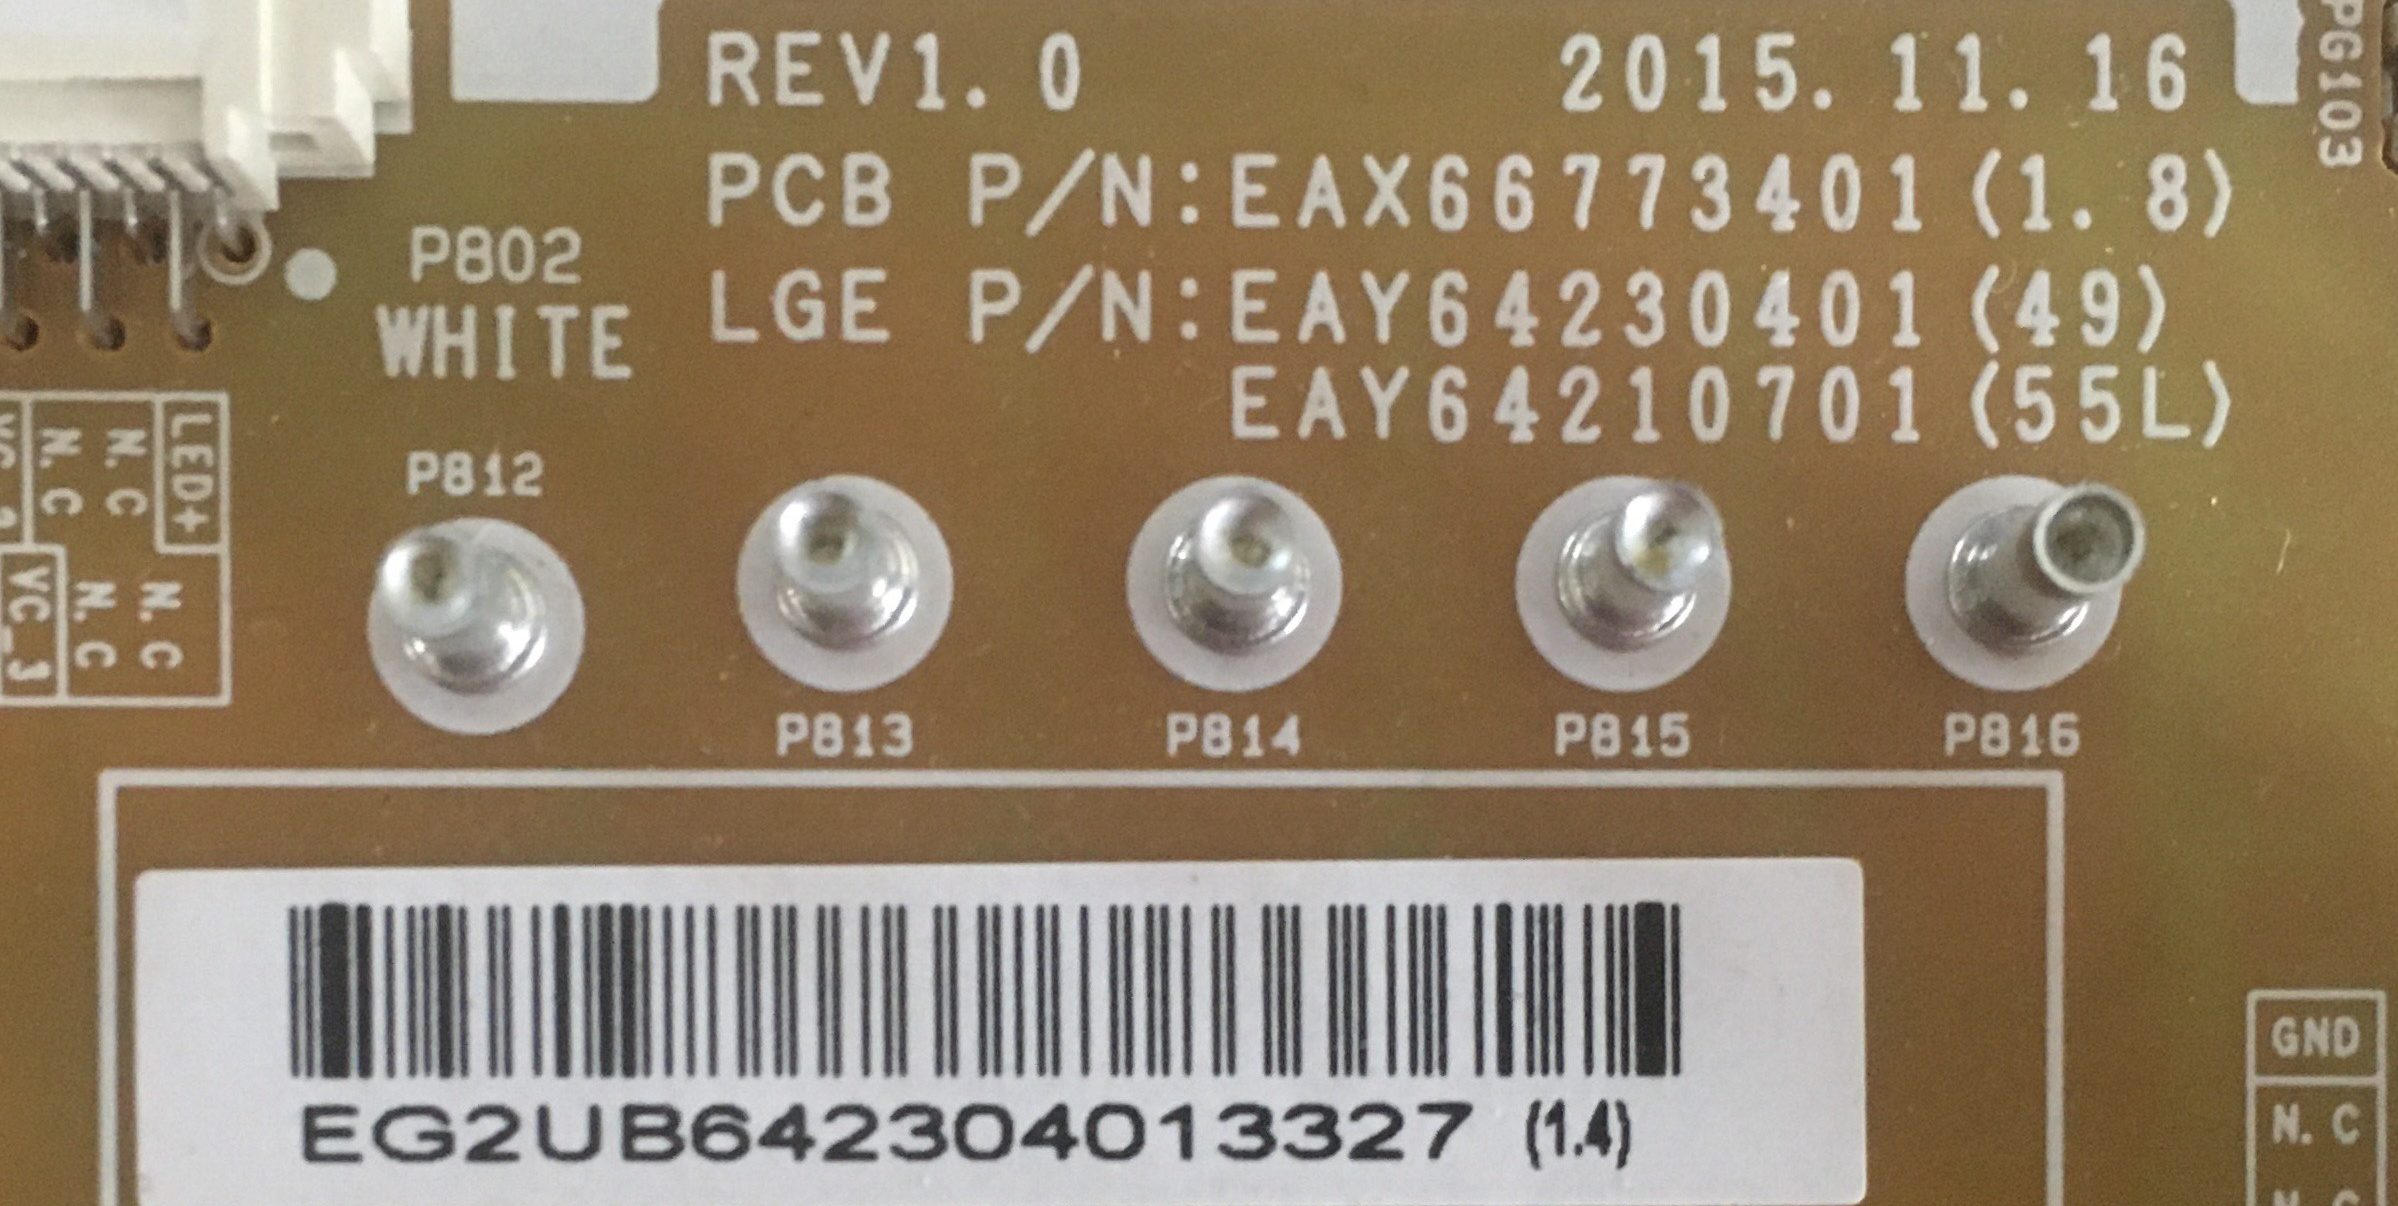 REV1.0 2015.11.16
PG103
PCB P/N:EAX66773401(1.8)
LGE P/N:EAY64230401(49)
EAY64210701(55L)
P802
WHITE
LED+
N.C
N.C
N.C
N.C
VC_3
P812
P813 P814 P815 P816
EG2UB642304013327 (1.4)
GND
N.C